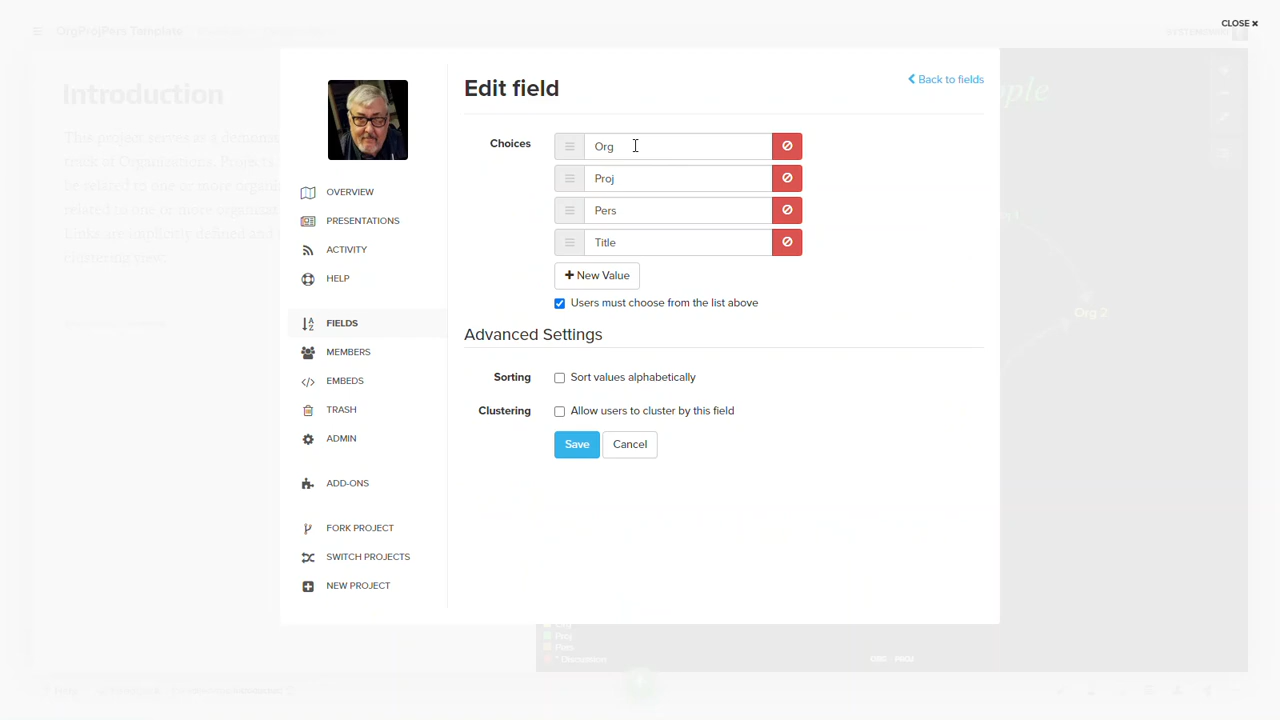 CLOSE ✖
OrgProjPers Template
Edit field
Back to fields
Introduction
Choices
Org
Proj
Pers
Title
New Value
Users must choose from the list above
Advanced Settings
Sorting
Sort values alphabetically
Clustering
Allow users to cluster by this field
Save
Cancel
OVERVIEW
PRESENTATIONS
ACTIVITY
HELP
FIELDS
MEMBERS
EMBEDS
TRASH
ADMIN
ADD-ONS
FORK PROJECT
SWITCH PROJECTS
NEW PROJECT
Org 2
Proj
Pers